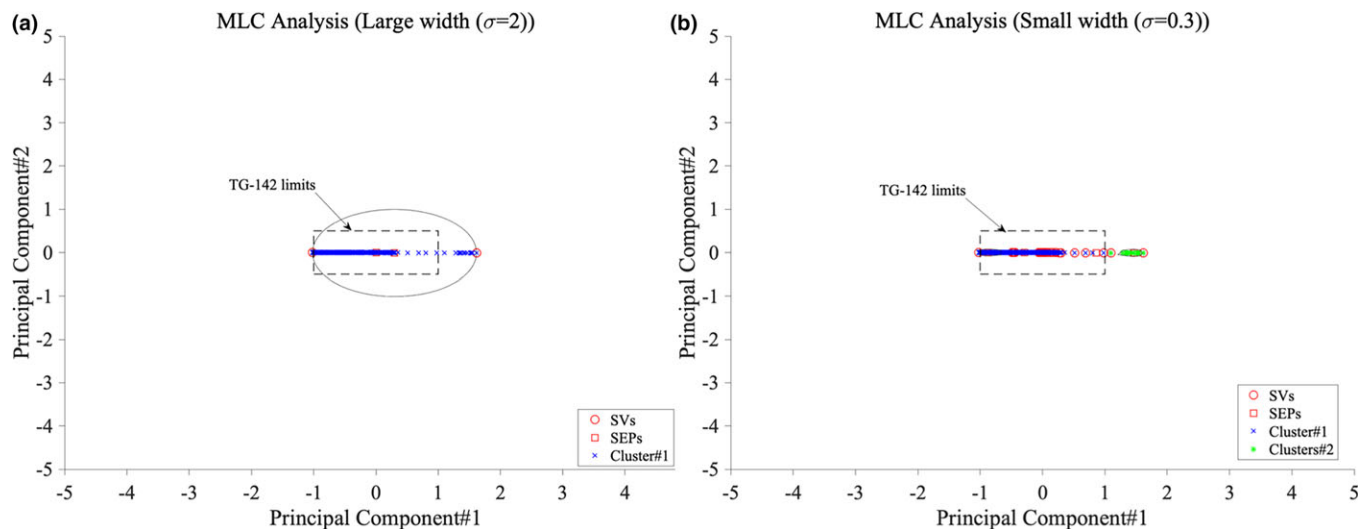 (a)
MLC Analysis (Large width (σ=2))
5
4
3
2
1
0
-1
-2
-3
-4
-5
Principal Component#2
TG-142 limits
SVs
SEPs
Cluster#1
-5
-4
-3
-2
-1
0
1
2
3
4
Principal Component#1
(b)
MLC Analysis (Small width (σ=0.3))
5
4
3
2
1
0
-1
-2
-3
-4
-5
Principal Component#2
TG-142 limits
SVs
SEPs
Cluster#1
Clusters#2
-5
-4
-3
-2
-1
0
1
2
3
4
5
Principal Component#1